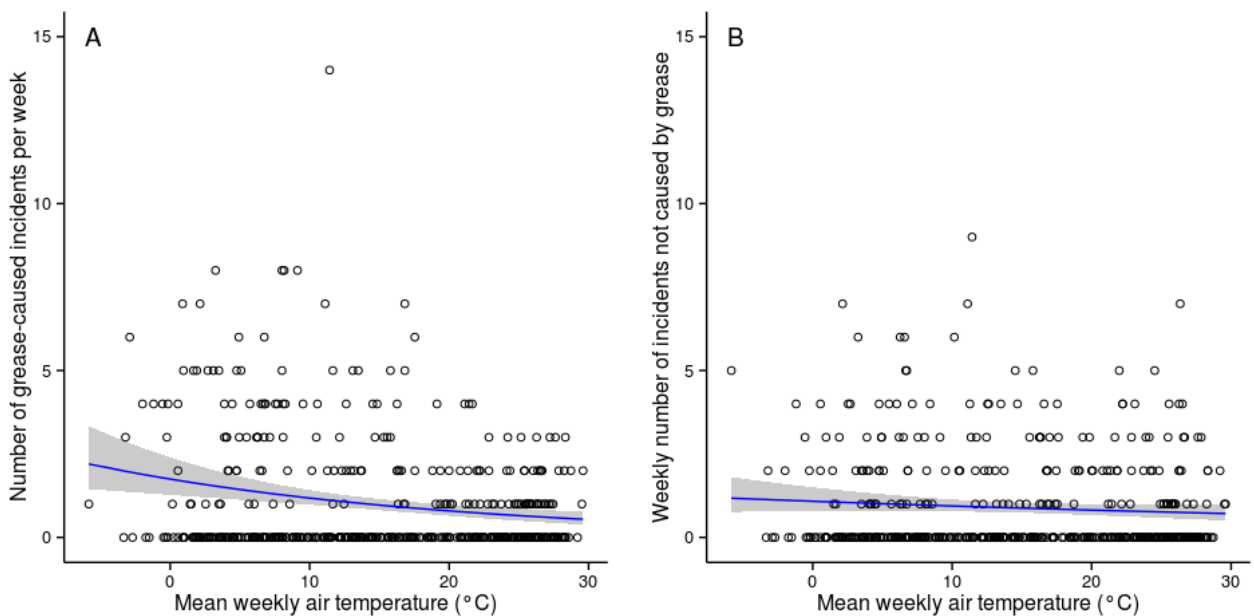 A
Number of grease-caused incidents per week
15
10
5
0
0 10 20 30
Mean weekly air temperature (°C)
B
Weekly number of incidents not caused by grease
15
10
5
0
0 10 20 30
Mean weekly air temperature (°C)